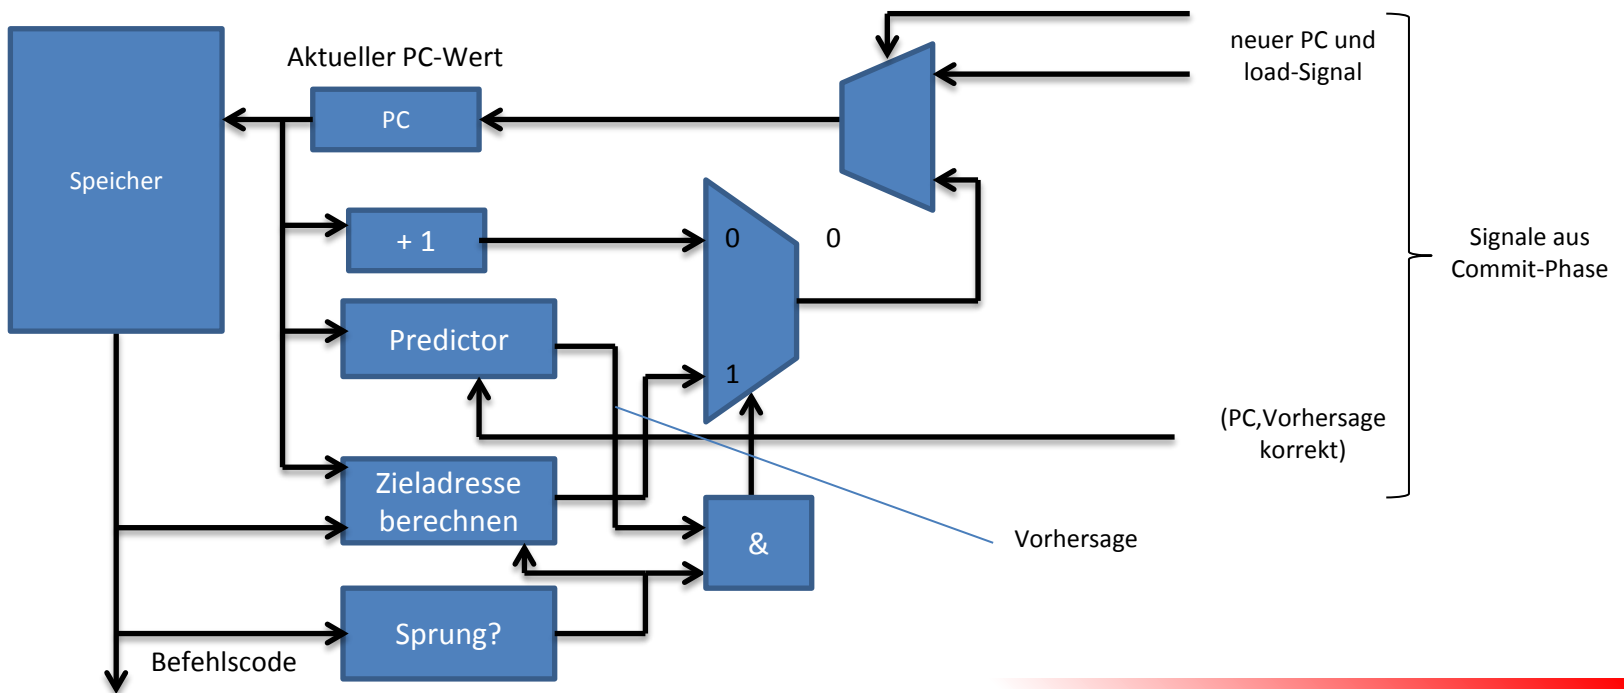 neuer PC und
load-Signal
Aktueller PC-Wert
PC
Speicher
+ 1
0
0
Signale aus
Commit-Phase
Predictor
1
(PC,Vorhersage
korrekt)
Zieladresse
berechnen
&
Vorhersage
Sprung?
Befehlscode